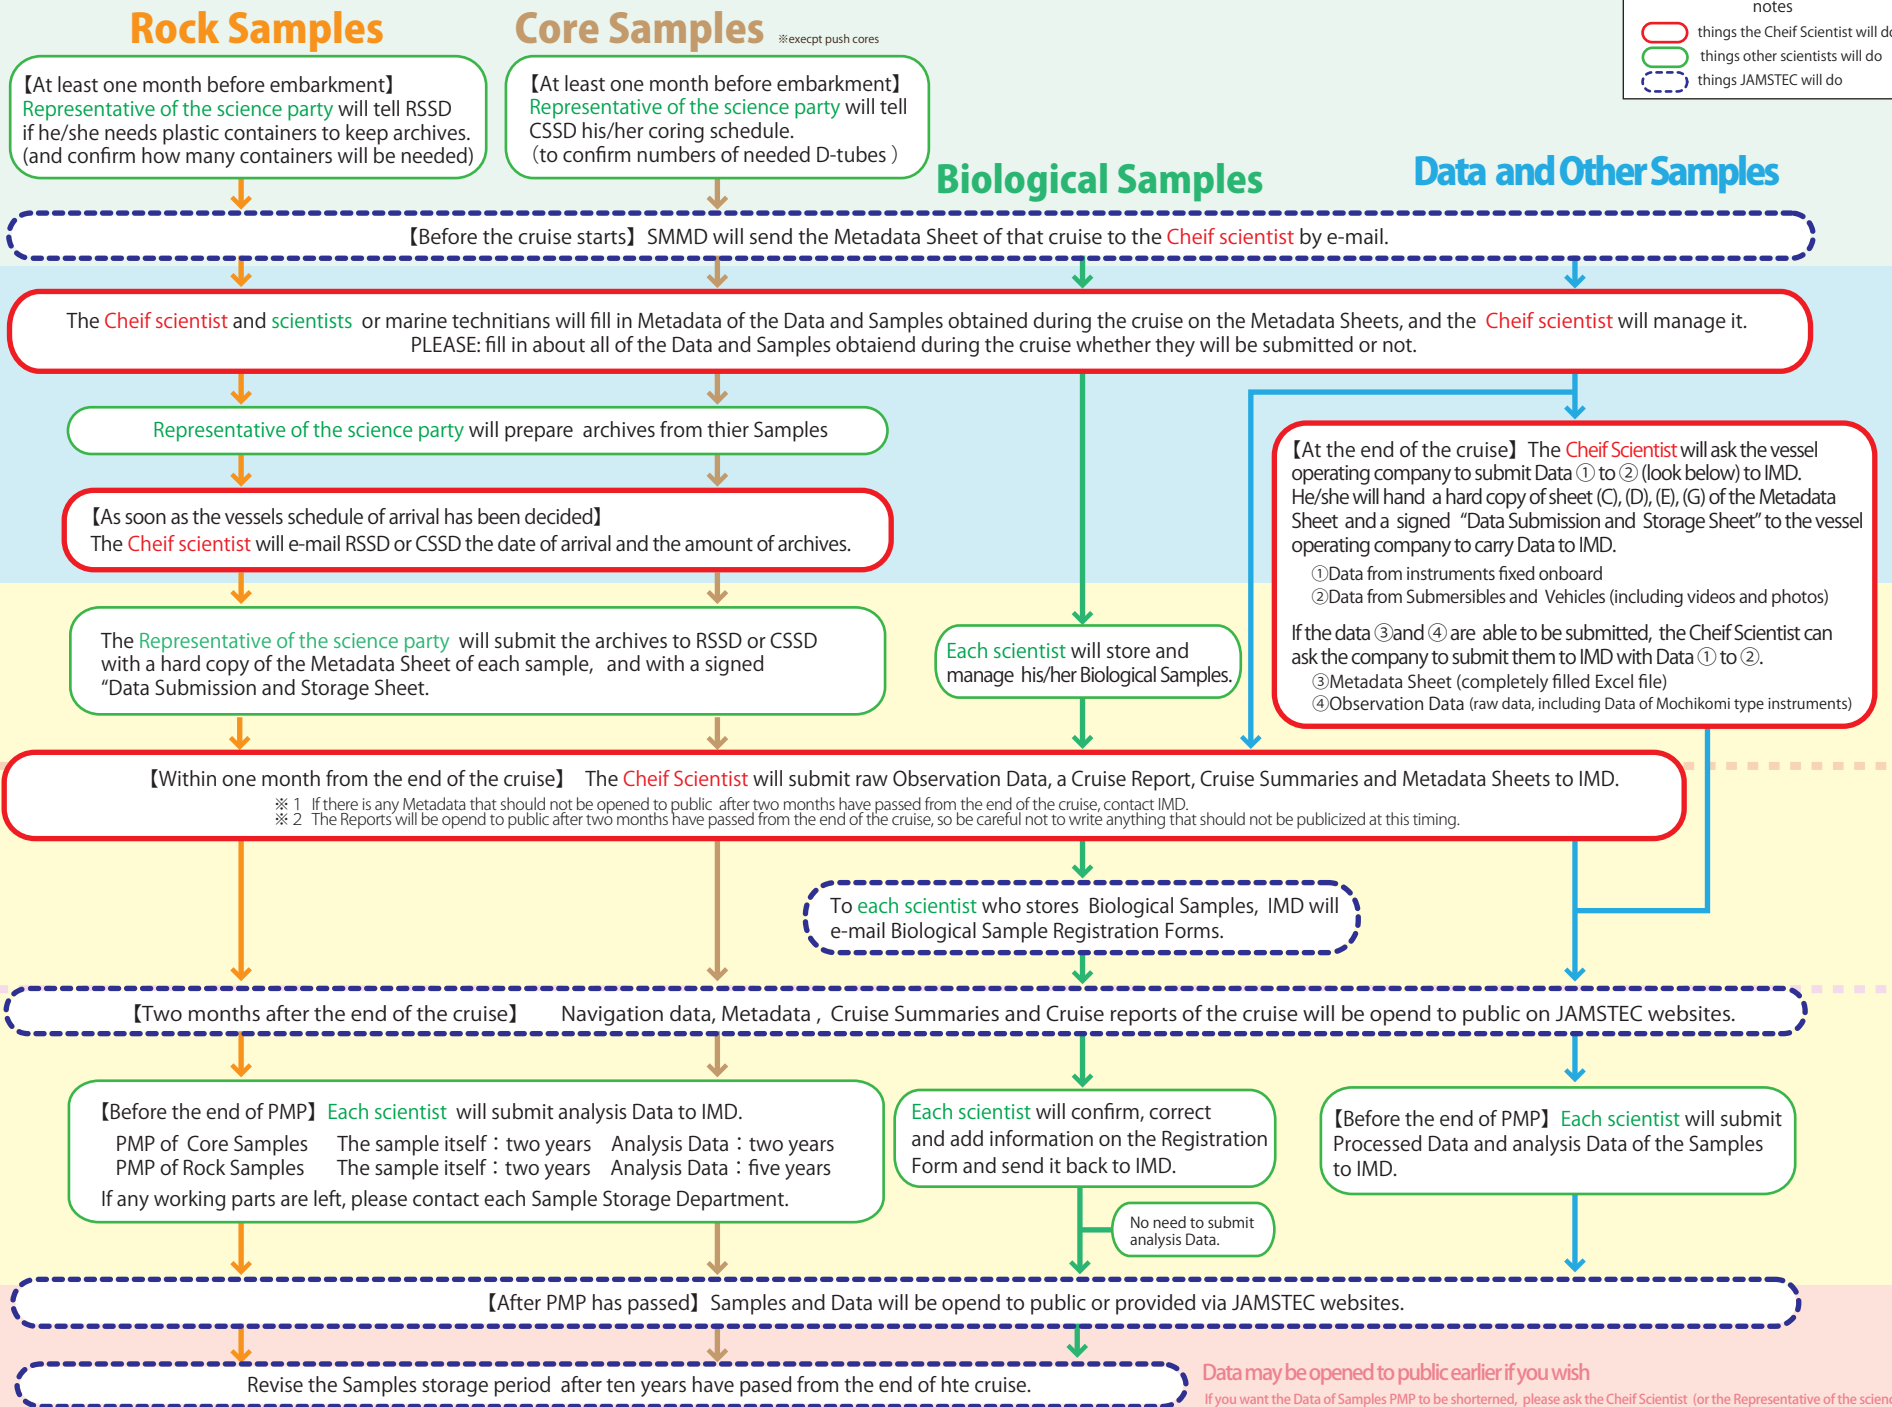 notes
things the Cheif Scientist will do
things other scientists will do
things JAMSTEC will do
Rock Samples
Core Samples ※execpt push cores
【At least one month before embarkment】
Representative of the science party will tell RSSD
if he/she needs plastic containers to keep archives.
(and confirm how many containers will be needed)
【At least one month before embarkment】
Representative of the science party will tell
CSSD his/her coring schedule.
(to confirm numbers of needed D-tubes )
Biological Samples
Data and Other Samples
【Before the cruise starts】 SMMD will send the Metadata Sheet of that cruise to the Cheif scientist by e-mail.
The Cheif scientist and scientists or marine technitians will fill in Metadata of the Data and Samples obtained during the cruise on the Metadata Sheets, and the Cheif scientist will manage it.
PLEASE: fill in about all of the Data and Samples obtaiend during the cruise whether they will be submitted or not.
Representative of the science party will prepare archives from thier Samples
【As soon as the vessels schedule of arrival has been decided】
The Cheif scientist will e-mail RSSD or CSSD the date of arrival and the amount of archives.
【At the end of the cruise】 The Cheif Scientist will ask the vessel
operating company to submit Data ① to ② (look below) to IMD.
He/she will hand a hard copy of sheet (C), (D), (E), (G) of the Metadata
Sheet and a signed “Data Submission and Storage Sheet” to the vessel
operating company to carry Data to IMD.
①Data from instruments fixed onboard
②Data from Submersibles and Vehicles (including videos and photos)
If the data ③and ④ are able to be submitted, the Cheif Scientist can
ask the company to submit them to IMD with Data ① to ②.
③Metadata Sheet (completely filled Excel file)
④Observation Data (raw data, including Data of Mochikomi type instruments)
The Representative of the science party will submit the archives to RSSD or CSSD
with a hard copy of the Metadata Sheet of each sample, and with a signed
“Data Submission and Storage Sheet.
Each scientist will store and
manage his/her Biological Samples.
【Within one month from the end of the cruise】 The Cheif Scientist will submit raw Observation Data, a Cruise Report, Cruise Summaries and Metadata Sheets to IMD.
※ 1 If there is any Metadata that should not be opened to public after two months have passed from the end of the cruise, contact IMD.
※ 2 The Reports will be opend to public after two months have passed from the end of the cruise, so be careful not to write anything that should not be publicized at this timing.
To each scientist who stores Biological Samples, IMD will
e-mail Biological Sample Registration Forms.
【Two months after the end of the cruise】 Navigation data, Metadata , Cruise Summaries and Cruise reports of the cruise will be opend to public on JAMSTEC websites.
【Before the end of PMP】 Each scientist will submit analysis Data to IMD.
PMP of Core Samples The sample itself：two years Analysis Data：two years
PMP of Rock Samples The sample itself：two years Analysis Data：five years
If any working parts are left, please contact each Sample Storage Department.
Each scientist will confirm, correct
and add information on the Registration
Form and send it back to IMD.
No need to submit
analysis Data.
【Before the end of PMP】 Each scientist will submit
Processed Data and analysis Data of the Samples
to IMD.
【After PMP has passed】 Samples and Data will be opend to public or provided via JAMSTEC websites.
Revise the Samples storage period after ten years have pased from the end of hte cruise.
Data may be opened to public earlier if you wish
If you want the Data of Samples PMP to be shorterned, please ask the Cheif Scientist (or the Representative of the scienc